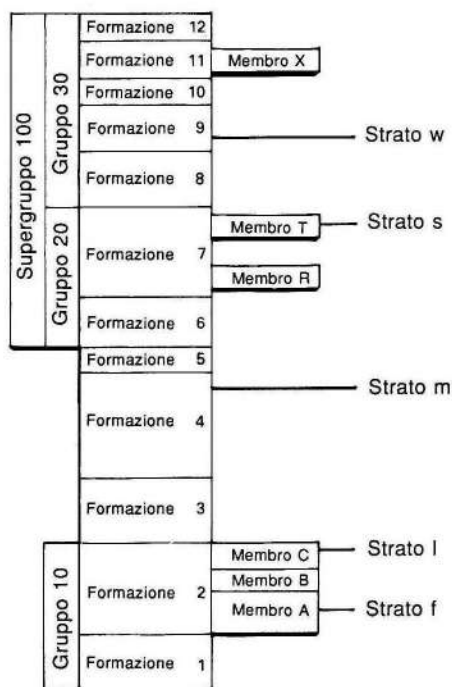 Supergruppo 100
Gruppo 30
Formazione 12
Formazione 11 Membro X
Formazione 10
Formazione 9 Strato w
Formazione 8
Gruppo 20
Membro T Strato s
Formazione 7
Membro R
Formazione 6
Formazione 5
Strato m
Formazione 4
Formazione 3
Gruppo 10
Membro C Strato l
Membro B
Formazione 2
Membro A Strato f
Formazione 1